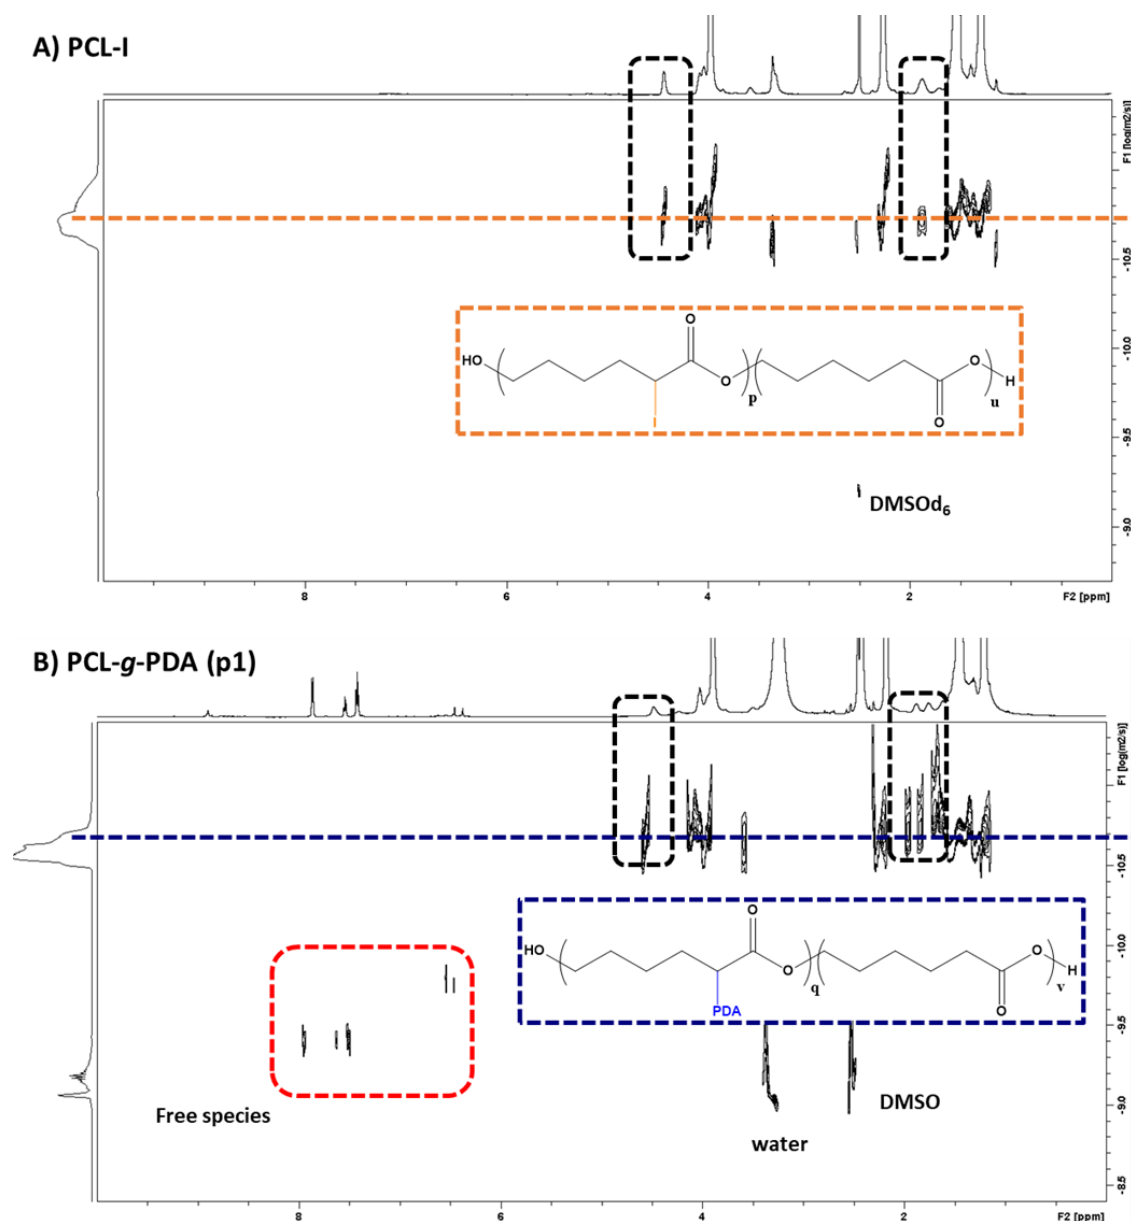 A) PCL-I
F1 [log(m2/s)]
-10.5
-10.0
-9.5
-9.0
O
HO
O
O
H
p
u
I
O
DMSOd6
8
6
4
2
F2 [ppm]
B) PCL-g-PDA (p1)
F1 [log(m2/s)]
-10.5
-10.0
-9.5
-9.0
-8.5
O
HO
O
O
H
q
v
PDA
O
Free species
water
DMSO
8
6
4
2
F2 [ppm]